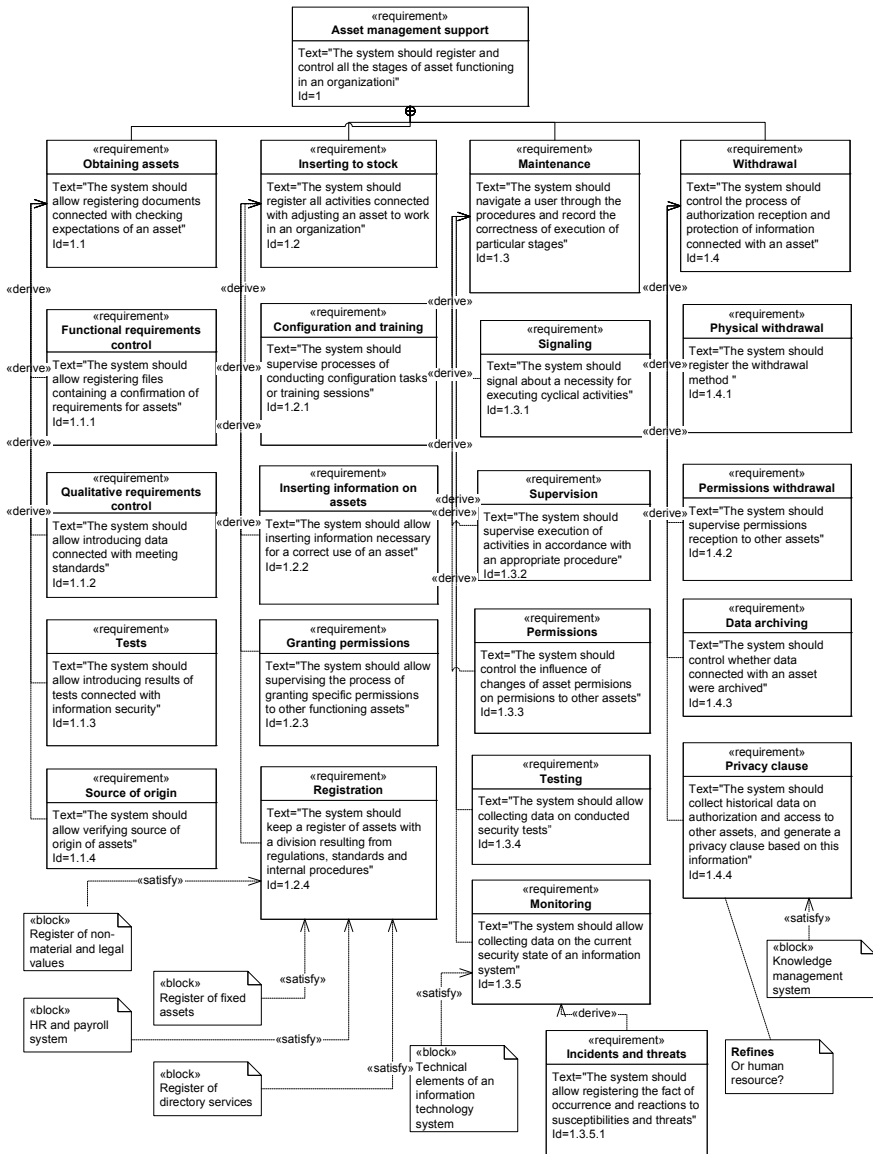 «requirement»
Asset management support
Text="The system should register and
control all the stages of asset functioning
in an organizationi"
Id=1
«requirement»
Obtaining assets
Text="The system should
allow registering documents
connected with checking
expectations of an asset"
Id=1.1
«requirement»
Inserting to stock
Text="The system should
register all activities connected
with adjusting an asset to work
in an organization"
Id=1.2
«requirement»
Maintenance
Text="The system should
navigate a user through the
procedures and record the
correctness of execution of
particular stages"
Id=1.3
«requirement»
Withdrawal
Text="The system should
control the process of
authorization reception and
protection of information
connected with an asset"
Id=1.4
«derive»
«derive»
«derive»
«derive»
«requirement»
Functional requirements
control
Text="The system should
allow registering files
containing a confirmation of
requirements for assets"
Id=1.1.1
«requirement»
Configuration and training
Text="The system should
supervise processes of
conducting configuration tasks
or training sessions"
Id=1.2.1
«requirement»
Signaling
Text="The system should
signal about a necessity for
executing cyclical activities"
Id=1.3.1
«requirement»
Physical withdrawal
Text="The system should
register the withdrawal
method "
Id=1.4.1
«derive»
«derive»
«derive»
«derive»
«derive»
«derive»
«derive»
«requirement»
Qualitative requirements
control
Text="The system should
allow introducing data
connected with meeting
standards"
Id=1.1.2
«requirement»
Inserting information on
assets
Text="The system should allow
inserting information necessary
for a correct use of an asset"
Id=1.2.2
«requirement»
Supervision
Text="The system should
supervise execution of
activities in accordance with
an appropriate procedure"
Id=1.3.2
«requirement»
Permissions withdrawal
Text="The system should
supervise permissions
reception to other assets"
Id=1.4.2
«derive»
«derive»
«derive»
«derive»
«derive»
«derive»
«requirement»
Tests
Text="The system should
allow introducing results of
tests connected with
information security"
Id=1.1.3
«requirement»
Granting permissions
Text="The system should allow
supervising the process of
granting specific permissions
to other functioning assets"
Id=1.2.3
«requirement»
Permissions
Text="The system should
control the influence of
changes of asset permisions
on permisions to other assets"
Id=1.3.3
«requirement»
Data archiving
Text="The system should
control whether data
connected with an asset
were archived"
Id=1.4.3
«requirement»
Source of origin
Text="The system should
allow verifying source of
origin of assets"
Id=1.1.4
«requirement»
Registration
Text="The system should
keep a register of assets with
a division resulting from
regulations, standards and
internal procedures"
Id=1.2.4
«requirement»
Testing
Text="The system should allow
collecting data on conducted
security tests"
Id=1.3.4
«requirement»
Privacy clause
Text="The system should
collect historical data on
authorization and access to
other assets, and generate a
privacy clause based on this
information"
Id=1.4.4
«satisfy»
«requirement»
Monitoring
Text="The system should allow
collecting data on the current
security state of an information
system"
Id=1.3.5
«block»
Register of non-
material and legal
values
«satisfy»
«block»
Knowledge
management
system
«block»
Register of fixed
assets
«satisfy»
«satisfy»
«block»
HR and payroll
system
«satisfy»
«derive»
«block»
Register of
directory services
«satisfy»
«block»
Technical
elements of an
information
technology
system
«requirement»
Incidents and threats
Text="The system should
allow registering the fact of
occurrence and reactions to
susceptibilities and threats"
Id=1.3.5.1
Refines
Or human
resource?